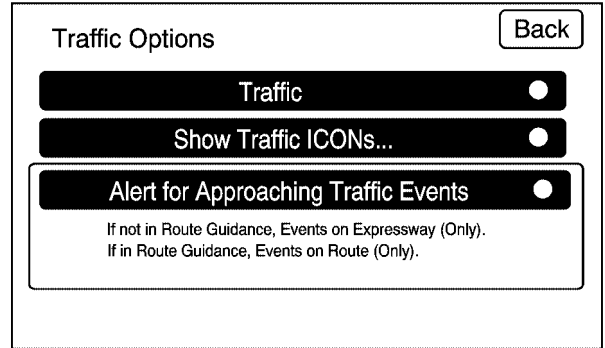 Traffic Options
Back
Traffic
Show Traffic ICONs...
Alert for Approaching Traffic Events
If not in Route Guidance, Events on Expressway (Only).
If in Route Guidance, Events on Route (Only).